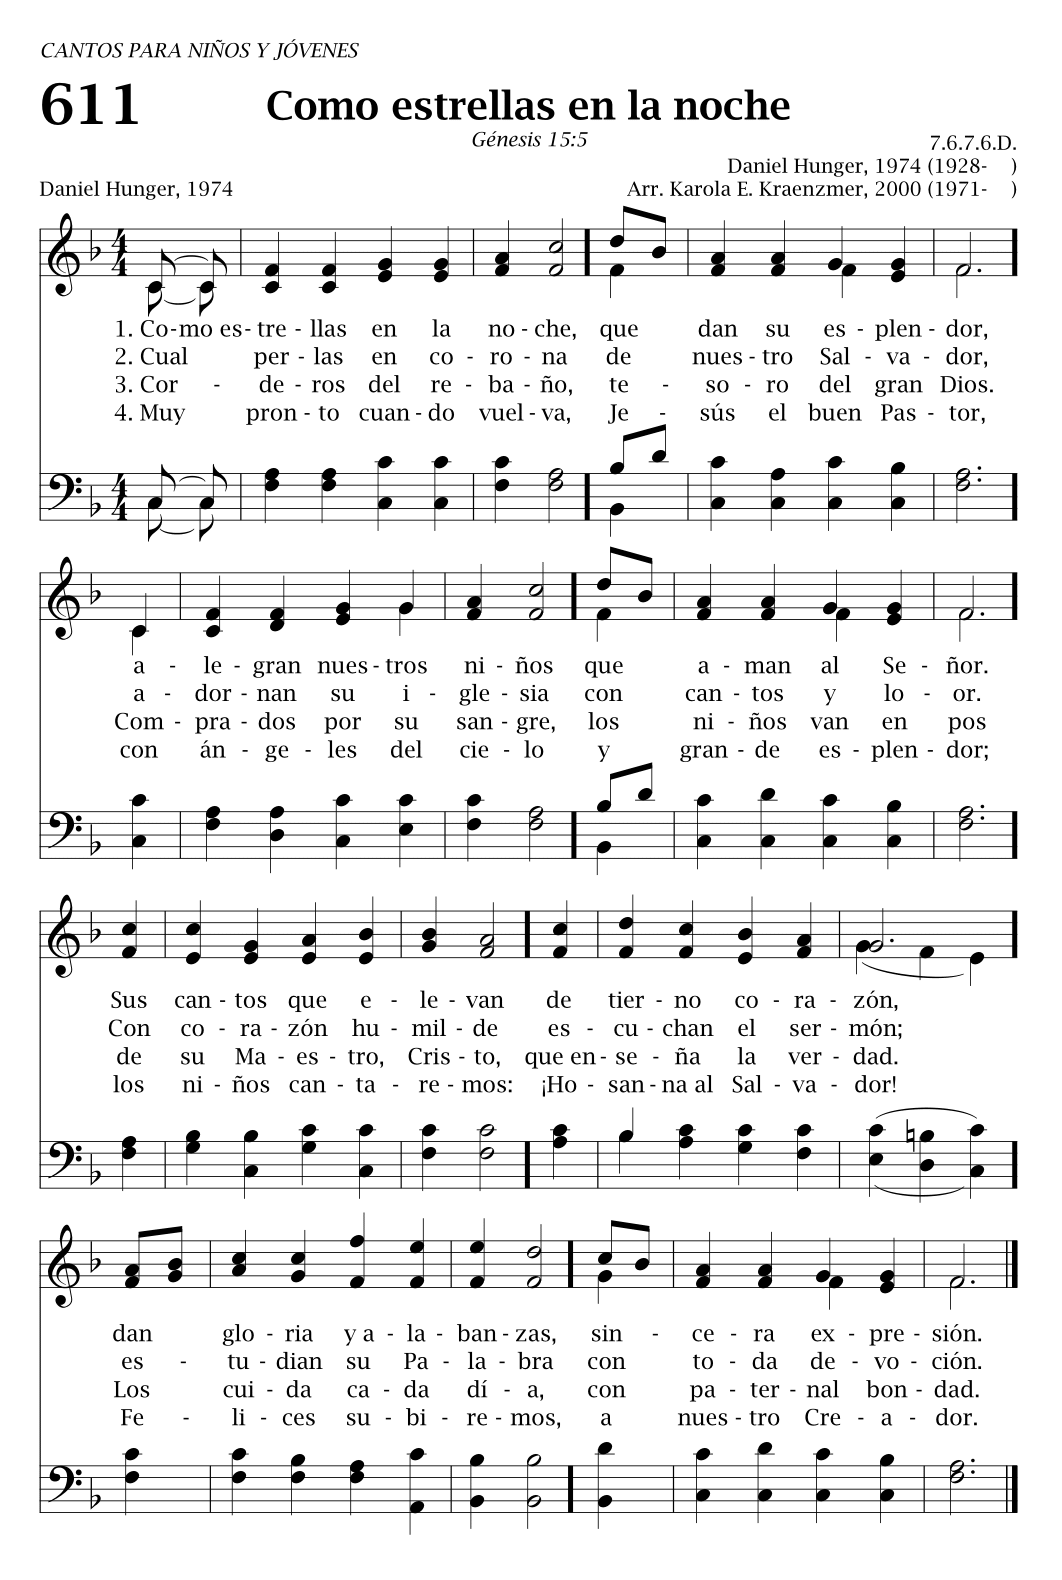 CANTOS PARA NIÑOS Y JÓVENES
611 Como estrellas en la noche
Génesis 15:5
7.6.7.6.D.
Daniel Hunger, 1974 (1928- )
Daniel Hunger, 1974 Arr. Karola E. Kraenzmer, 2000 (1971- )
4 4
1. Co-mo es-tre - llas en la no - che, que dan su es - plen - dor,
2. Cual per - las en co - ro - na de nues - tro Sal - va - dor,
3. Cor - de - ros del re - ba - ño, te - so - ro del gran Dios.
4. Muy pron - to cuan - do vuel - va, Je - sús el buen Pas - tor,
4 4
a - le - gran nues - tros ni - ños que a - man al Se - ñor.
a - dor - nan su i - gle - sia con can - tos y lo - or.
Com - pra - dos por su san - gre, los ni - ños van en pos
con án - ge - les del cie - lo y gran - de es - plen - dor;
Sus can - tos que e - le - van de tier - no co - ra - zón,
Con co - ra - zón hu - mil - de es - cu - chan el ser - món;
de su Ma - es - tro, Cris - to, que en - se - ña la ver - dad.
los ni - ños can - ta - re - mos: ¡Ho - san - na al Sal - va - dor!
dan glo - ria y a - la - ban - zas, sin - ce - ra ex - pre - sión.
es - tu - dian su Pa - la - bra con to - da de - vo - ción.
Los cui - da ca - da dí - a, con pa - ter - nal bon - dad.
Fe - li - ces su - bi - re - mos, a nues - tro Cre - a - dor.